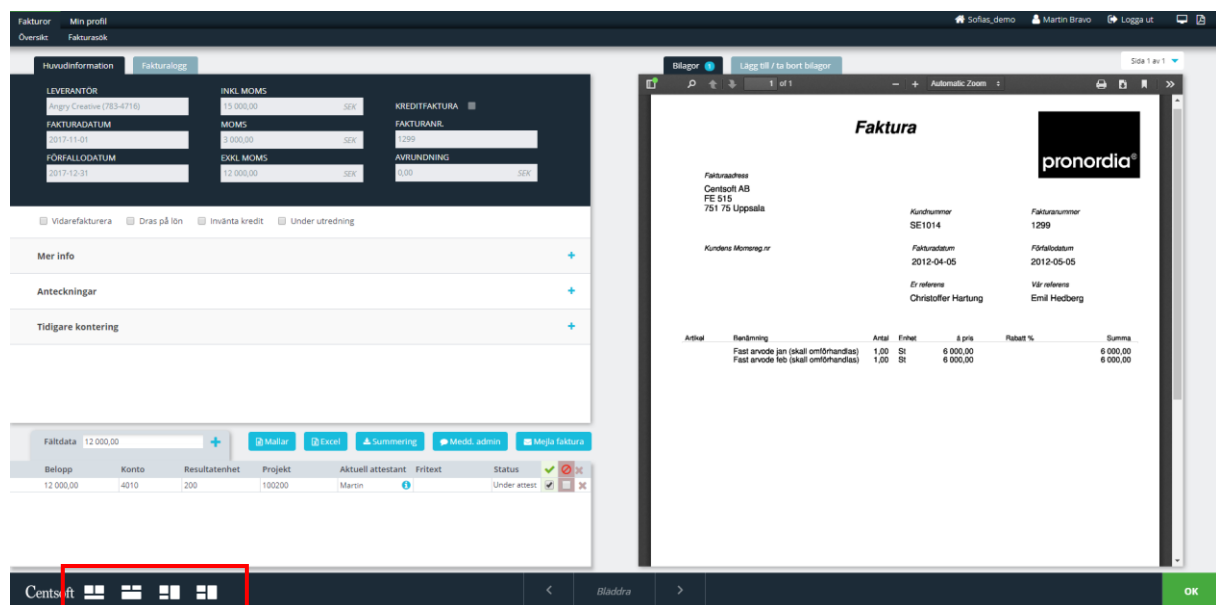 Fakturor Min profil Sofias_demo Martin Bravo Logga ut
Översikt Fakturasök
Huvudinformation Fakturalogg
LEVERANTÖR INKL MOMS
Angry Creative (783-4716) 15 000,00 SEK KREDITFAKTURA
FAKTURADATUM MOMS FAKTURANR.
2017-11-01 3 000,00 SEK 1299
FÖRFALLODATUM EXKL MOMS AVRUNDNING
2017-12-31 12 000,00 SEK 0,00 SEK
Vidarefakturera Dras på lön Invänta kredit Under utredning
Mer info +
Anteckningar +
Tidigare kontering +
Fältdata 12 000,00 + Mallar Excel Summering Medd. admin Mejla faktura
Belopp Konto Resultatenhet Projekt Aktuell attestant Fritext Status
12 000,00 4010 200 100200 Martin Under attest
Bilagor 1 Lägg till / ta bort bilagor Sida 1 av 1
1 of 1 − + Automatic Zoom
Faktura
pronordia®
Fakturaadress
Centsoft AB
FE 515
751 75 Uppsala
Kundnummer Fakturanummer
SE1014 1299
Kundens Momsreg.nr Fakturadatum Förfallodatum
2012-04-05 2012-05-05
Er referens Vår referens
Christoffer Hartung Emil Hedberg
Artikel Benämning Antal Enhet à pris Rabatt % Summa
Fast arvode jan (skall omförhandlas) 1,00 St 6 000,00 6 000,00
Fast arvode feb (skall omförhandlas) 1,00 St 6 000,00 6 000,00
Centsoft < Bläddra > OK